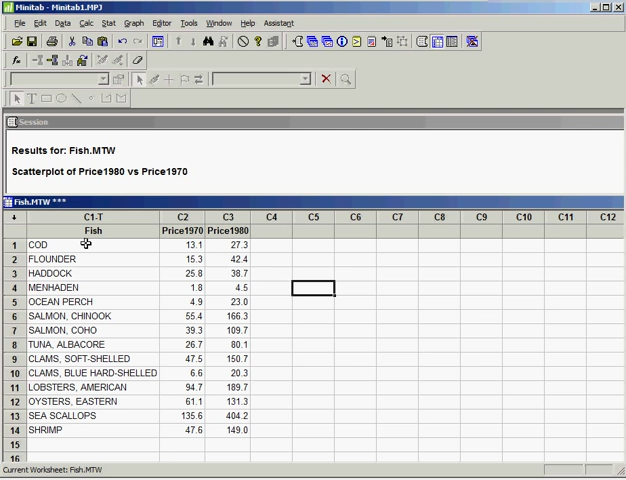 Minitab - Minitab1.MPJ
File Edit Data Calc Stat Graph Editor Tools Window Help Assistant
Session
Results for: Fish.MTW
Scatterplot of Price1980 vs Price1970
Fish.MTW ***
C1-T C2 C3 C4 C5 C6 C7 C8 C9 C10 C11 C12
Fish Price1970 Price1980
1 COD 13.1 27.3
2 FLOUNDER 15.3 42.4
3 HADDOCK 25.8 38.7
4 MENHADEN 1.8 4.5
5 OCEAN PERCH 4.9 23.0
6 SALMON, CHINOOK 55.4 166.3
7 SALMON, COHO 39.3 109.7
8 TUNA, ALBACORE 26.7 80.1
9 CLAMS, SOFT-SHELLED 47.5 150.7
10 CLAMS, BLUE HARD-SHELLED 6.6 20.3
11 LOBSTERS, AMERICAN 94.7 189.7
12 OYSTERS, EASTERN 61.1 131.3
13 SEA SCALLOPS 135.6 404.2
14 SHRIMP 47.6 149.0
15
16
Current Worksheet: Fish.MTW